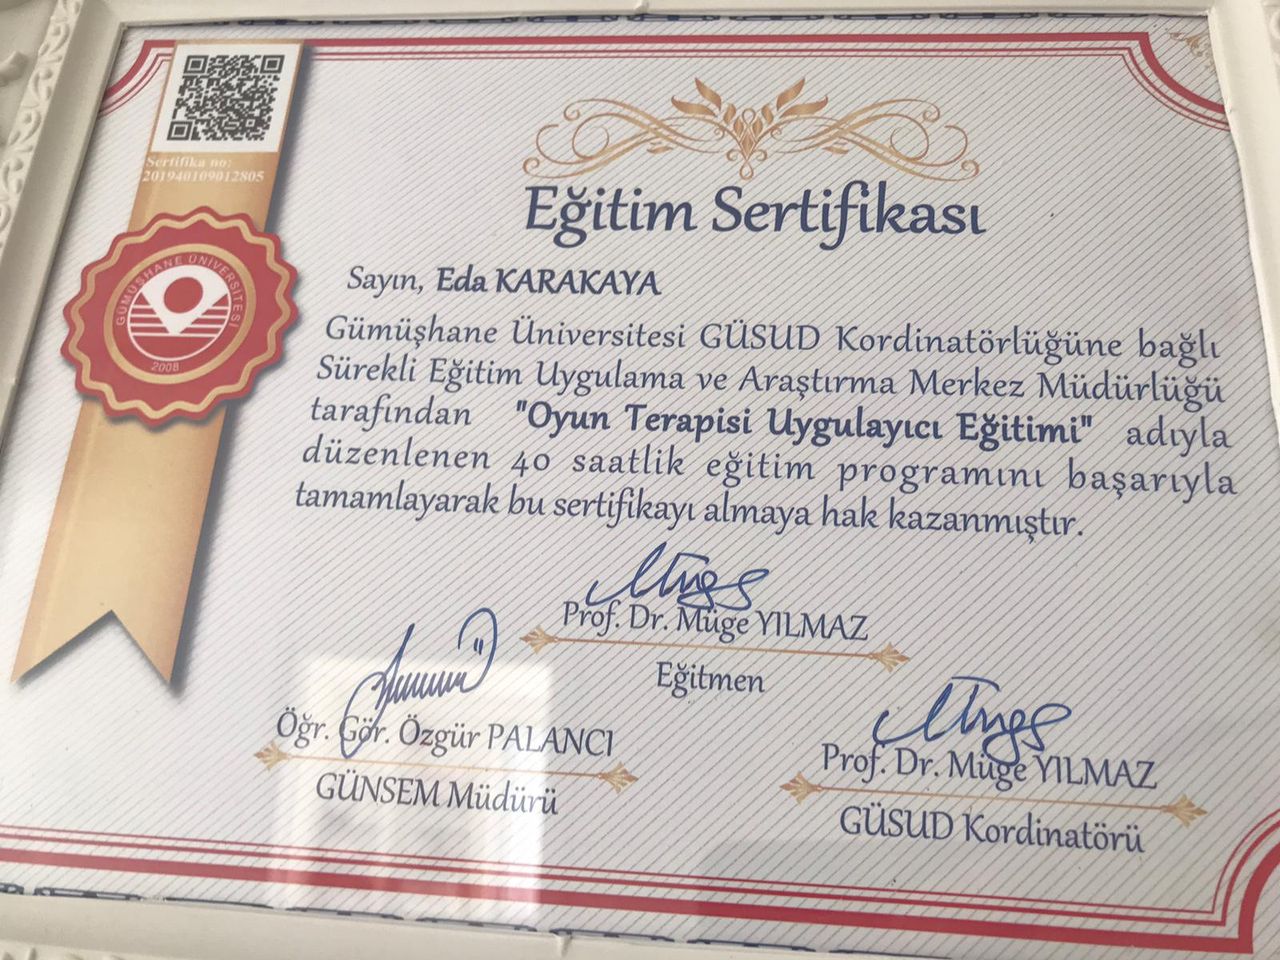 Sertifika no:
201940109012805
GÜMÜŞHANE ÜNİVERSİTESİ
2008
Eğitim Sertifikası
Sayın, Eda KARAKAYA
Gümüşhane Üniversitesi GÜSUD Kordinatörlüğüne bağlı
Sürekli Eğitim Uygulama ve Araştırma Merkez Müdürlüğü
tarafından "Oyun Terapisi Uygulayıcı Eğitimi" adıyla
düzenlenen 40 saatlik eğitim programını başarıyla
tamamlayarak bu sertifikayı almaya hak kazanmıştır.
Prof. Dr. Müge YILMAZ
Eğitmen
Öğr. Gör. Özgür PALANCI
GÜNSEM Müdürü
Prof. Dr. Müge YILMAZ
GÜSUD Kordinatörü